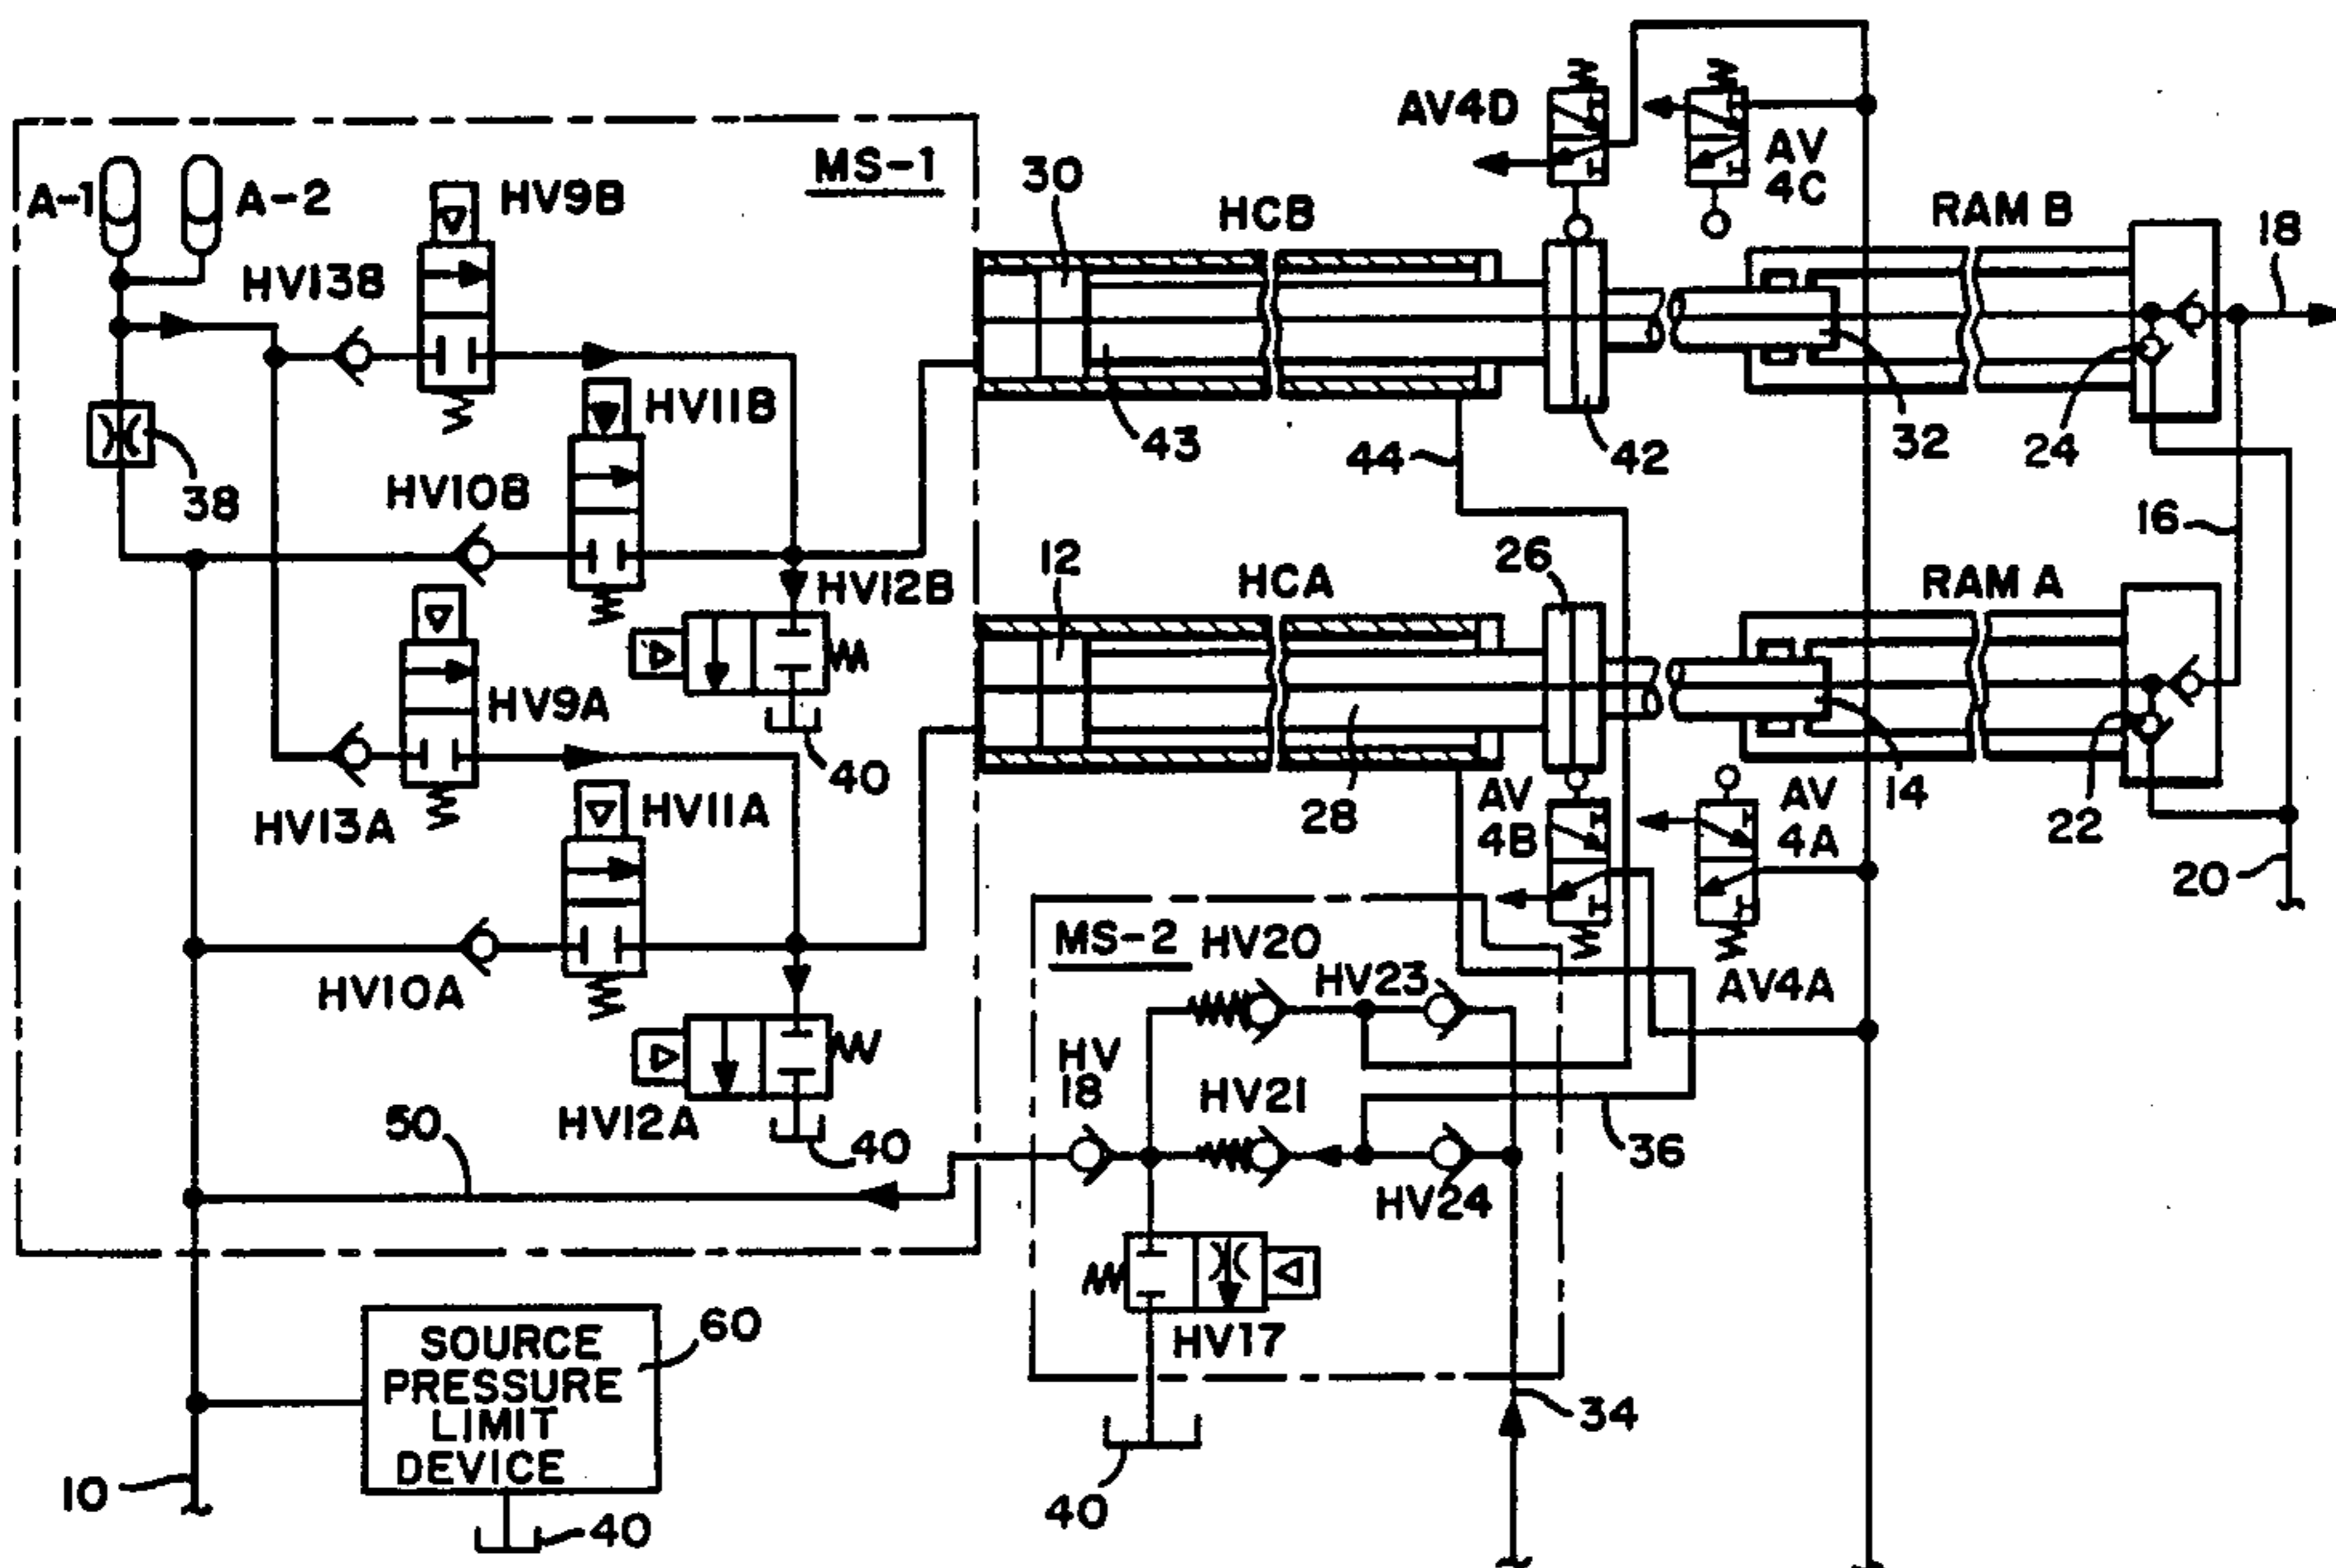 AV4D
MS-1
30
A-1
A-2
HV9B
HCB
AV
4C
RAM B
18
HV13B
HV11B
38
HV10B
43
44
42
32
24
16
12
HCA
26
RAM A
HV12B
HV9A
40
28
AV
4B
AV
4A
14
22
20
HV13A
HV11A
HV10A
MS-2
HV20
HV23
AV4A
HV
18
HV21
36
50
HV12A
40
HV24
HV17
SOURCE
PRESSURE
LIMIT
DEVICE
60
34
10
40
40